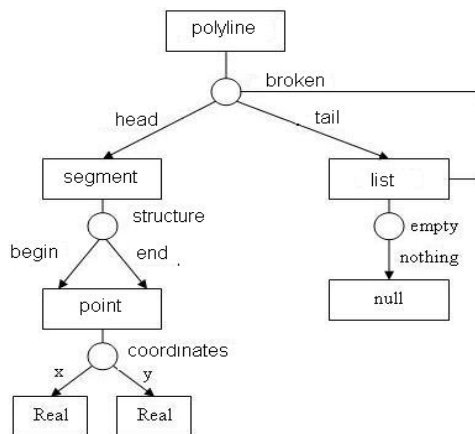 polyline
broken
head
tail
segment
list
structure
empty
begin
end
nothing
point
null
coordinates
x
y
Real
Real